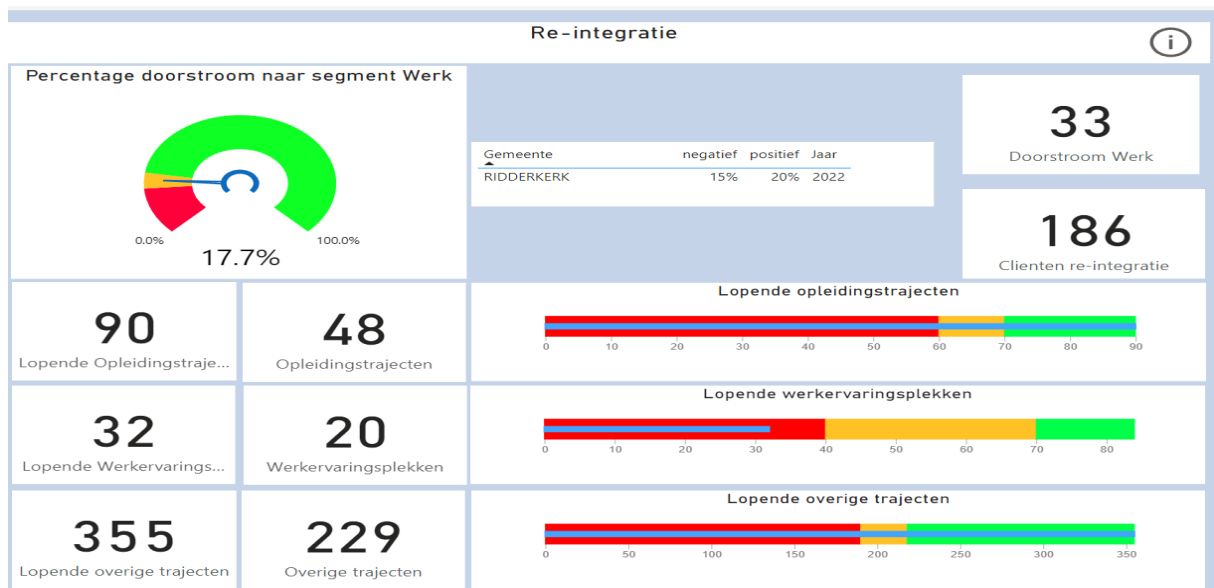 Re-integratie
i
Percentage doorstroom naar segment Werk
0.0%
100.0%
17.7%
Gemeente negatief positief Jaar
RIDDERKERK 15% 20% 2022
33
Doorstroom Werk
186
Clienten re-integratie
90
Lopende Opleidingstraje...
48
Opleidingstrajecten
Lopende opleidingstrajecten
0 10 20 30 40 50 60 70 80 90
32
Lopende Werkervarings...
20
Werkervaringsplekken
Lopende werkervaringsplekken
0 10 20 30 40 50 60 70 80
355
Lopende overige trajecten
229
Overige trajecten
Lopende overige trajecten
0 50 100 150 200 250 300 350